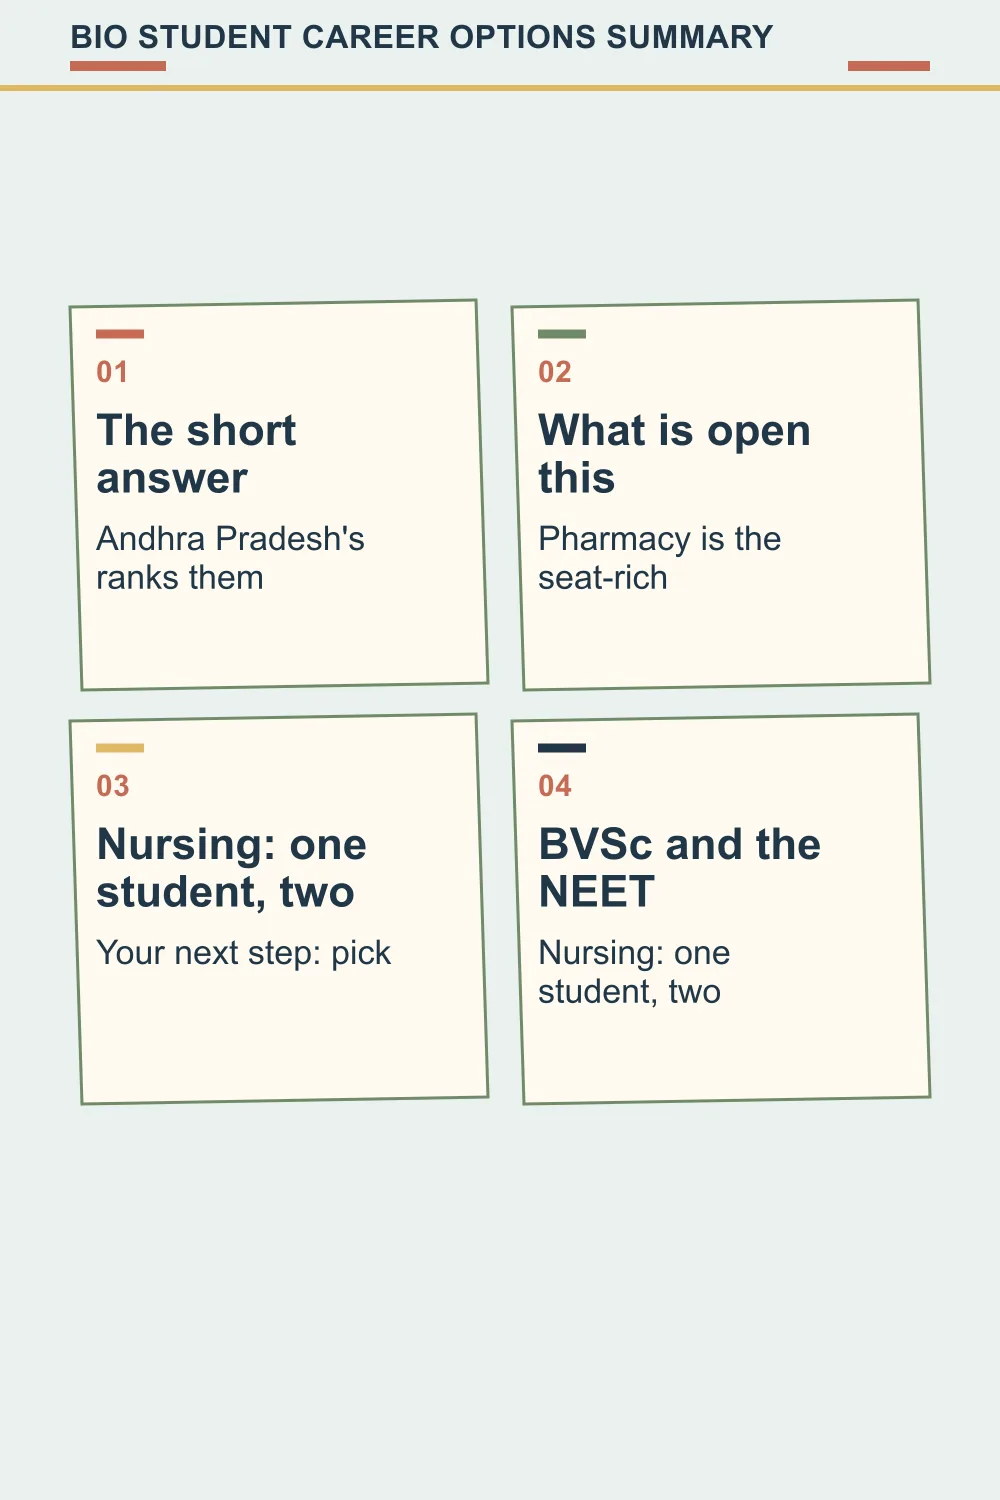 BIO STUDENT CAREER OPTIONS SUMMARY
01
The short
answer
Andhra Pradesh's
ranks them
02
What is open
this
Pharmacy is the
seat-rich
03
Nursing: one
student, two
Your next step: pick
04
BVSc and the
NEET
Nursing: one
student, two